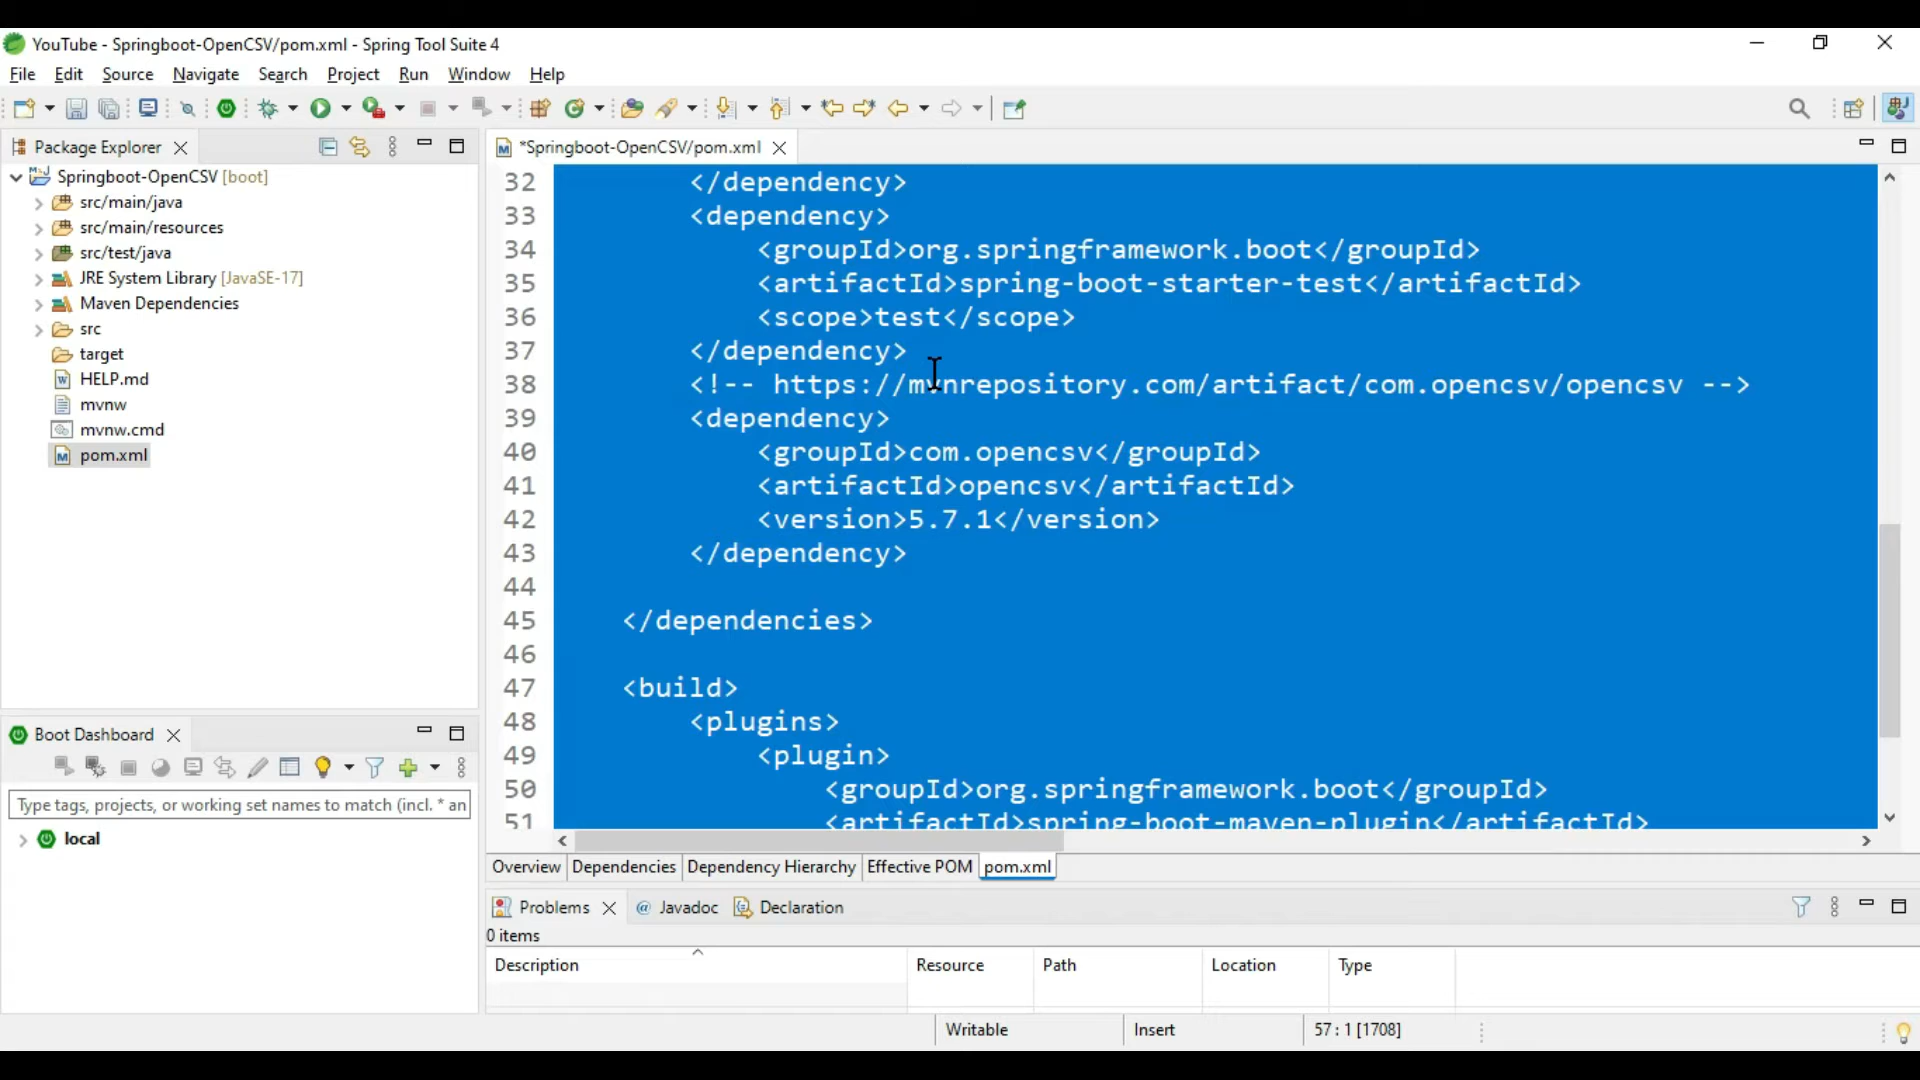 YouTube - Springboot-OpenCSV/pom.xml - Spring Tool Suite 4
File Edit Source Navigate Search Project Run Window Help
Package Explorer
Springboot-OpenCSV [boot]
src/main/java
src/main/resources
src/test/java
JRE System Library [JavaSE-17]
Maven Dependencies
src
target
HELP.md
mvnw
mvnw.cmd
pom.xml
Boot Dashboard
Type tags, projects, or working set names to match (incl. * an
local
*Springboot-OpenCSV/pom.xml
32 </dependency>
33 <dependency>
34 <groupId>org.springframework.boot</groupId>
35 <artifactId>spring-boot-starter-test</artifactId>
36 <scope>test</scope>
37 </dependency>
38 <!-- https://mvnrepository.com/artifact/com.opencsv/opencsv -->
39 <dependency>
40 <groupId>com.opencsv</groupId>
41 <artifactId>opencsv</artifactId>
42 <version>5.7.1</version>
43 </dependency>
44
45 </dependencies>
46
47 <build>
48 <plugins>
49 <plugin>
50 <groupId>org.springframework.boot</groupId>
51 <artifactId>spring-boot-maven-plugin</artifactId>
Overview Dependencies Dependency Hierarchy Effective POM pom.xml
Problems @ Javadoc Declaration
0 items
Description Resource Path Location Type
Writable Insert 57 : 1 [1708]